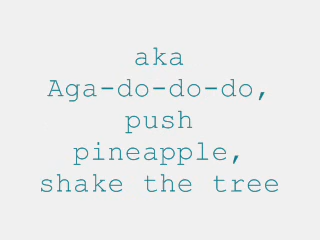 aka
Aga-do-do-do,
push
pineapple,
shake the tree